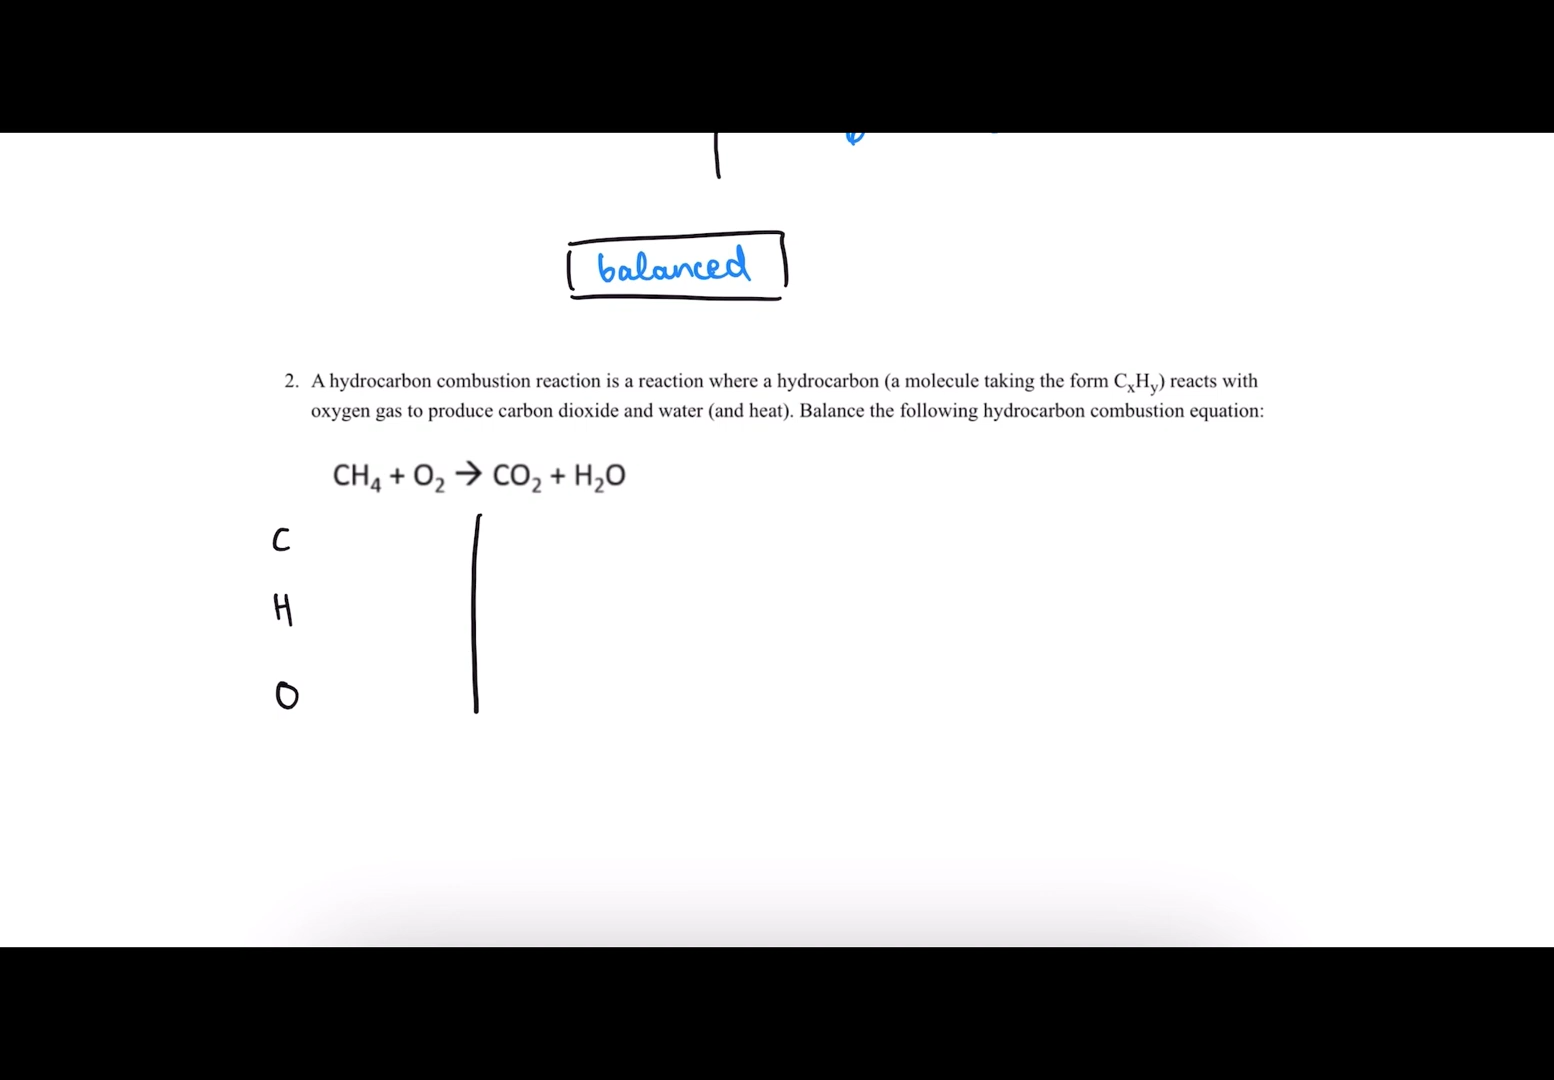 balanced
2. A hydrocarbon combustion reaction is a reaction where a hydrocarbon (a molecule taking the form CₓHᵧ) reacts with
oxygen gas to produce carbon dioxide and water (and heat). Balance the following hydrocarbon combustion equation:
CH₄ + O₂ → CO₂ + H₂O
C
H
O